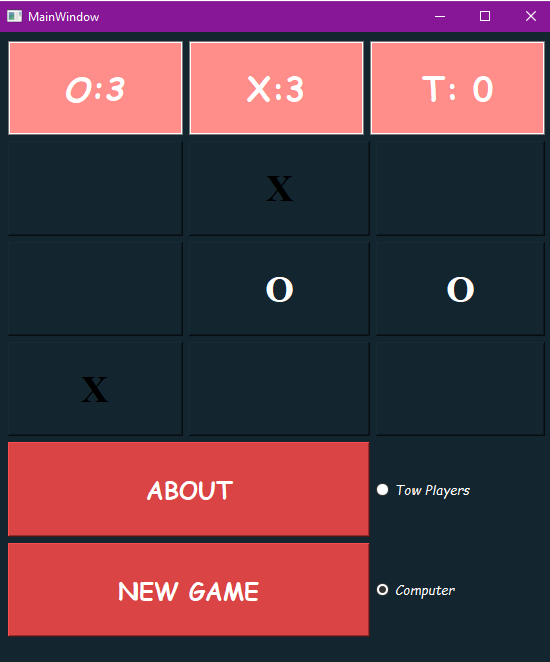 MainWindow
O:3 X:3 T: 0
X
O O
X
ABOUT
Tow Players
NEW GAME
Computer